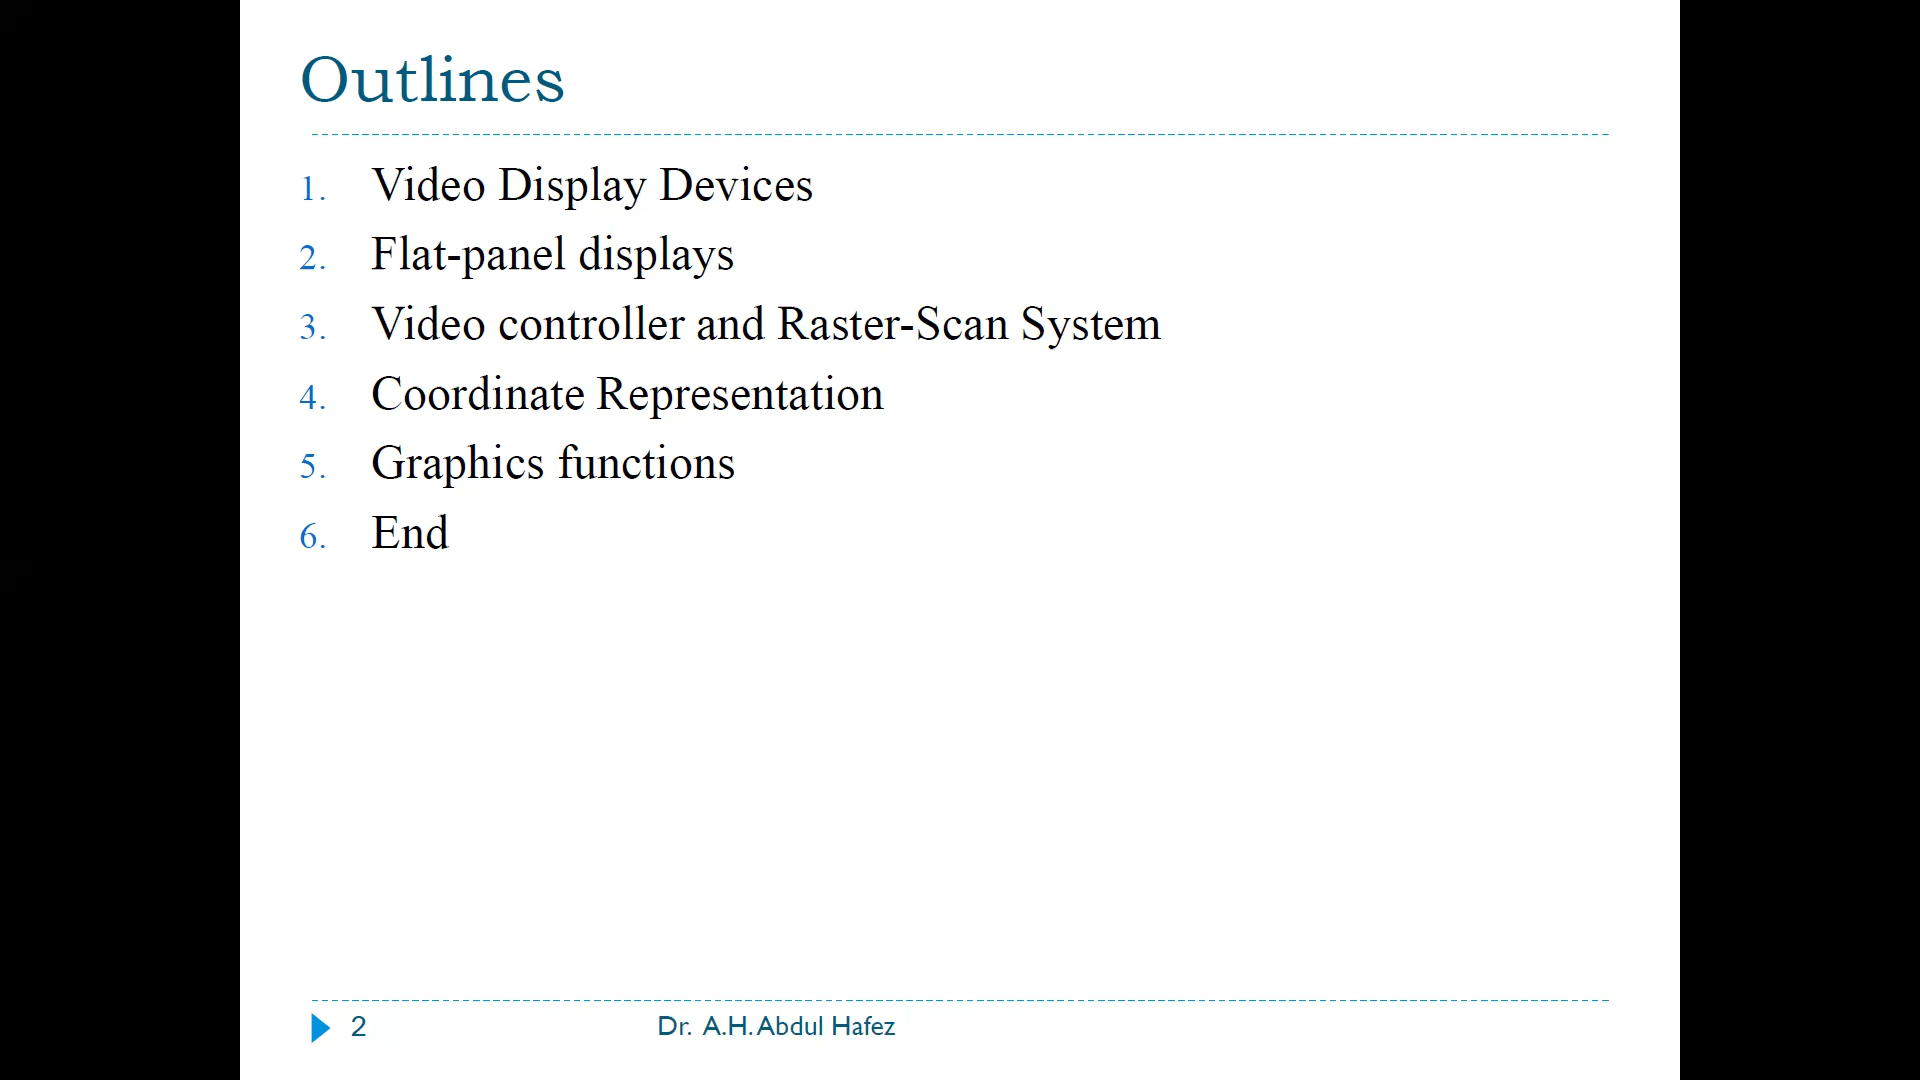 Outlines
1. Video Display Devices
2. Flat-panel displays
3. Video controller and Raster-Scan System
4. Coordinate Representation
5. Graphics functions
6. End
2 Dr. A.H. Abdul Hafez